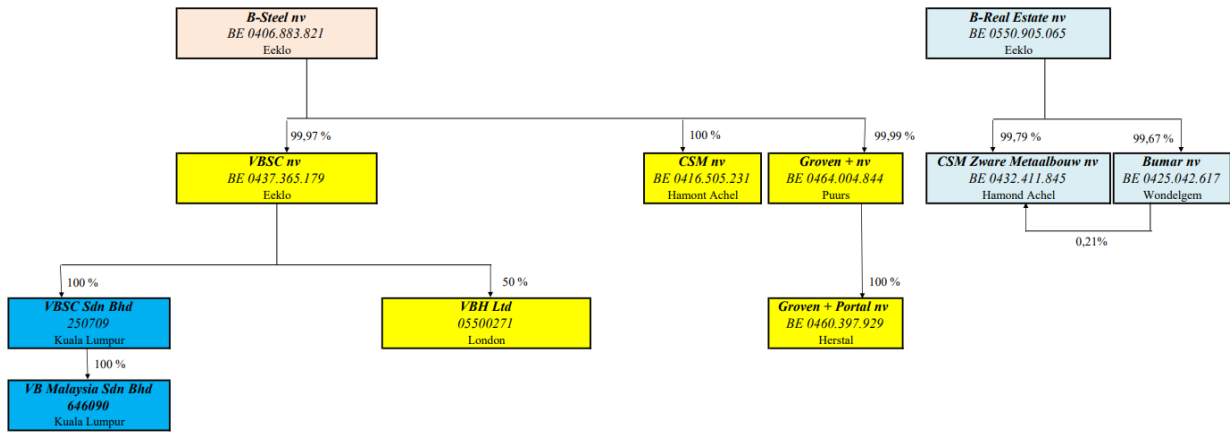 B-Steel nv
BE 0406.883.821
Eeklo
B-Real Estate nv
BE 0550.905.065
Eeklo
99,97 %
100 %
99,99 %
99,79 %
99,67 %
VBSC nv
BE 0437.365.179
Eeklo
CSM nv
BE 0416.505.231
Hamont Achel
Groven + nv
BE 0464.004.844
Puurs
CSM Zware Metaalbouw nv
BE 0432.411.845
Hamond Achel
Bumar nv
BE 0425.042.617
Wondelgem
0,21%
100 %
50 %
100 %
VBSC Sdn Bhd
250709
Kuala Lumpur
VBH Ltd
05500271
London
Groven + Portal nv
BE 0460.397.929
Herstal
100 %
VB Malaysia Sdn Bhd
646090
Kuala Lumpur